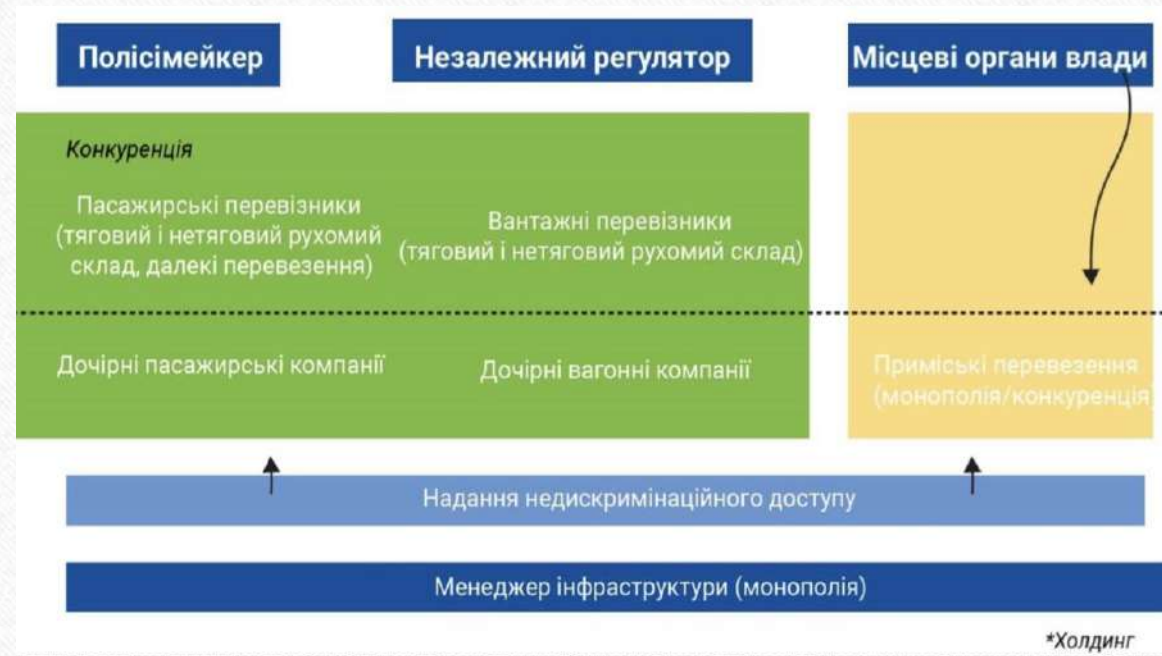 Полісімейкер
Незалежний регулятор
Місцеві органи влади
Конкуренція
Пасажирські перевізники
(тяговий і нетяговий рухомий
склад, далекі перевезення)
Вантажні перевізники
(тяговий і нетяговий рухомий склад)
Дочірні пасажирські компанії
Дочірні вагонні компанії
Приміські перевезення
(монополія/конкуренція)
Надання недискримінаційного доступу
Менеджер інфраструктури (монополія)
*Холдинг